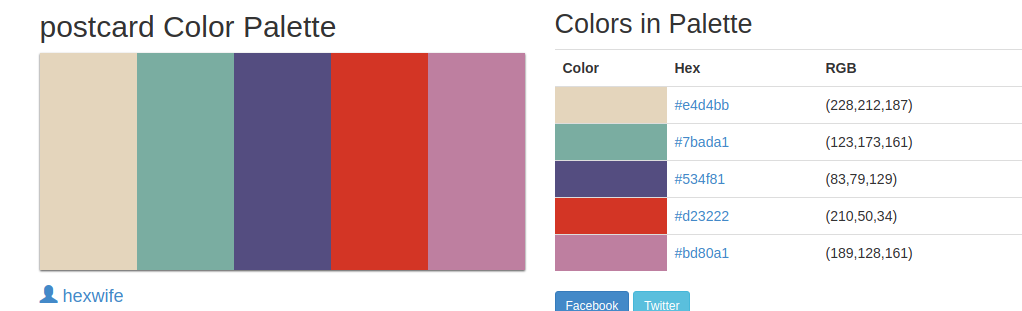 postcard Color Palette
hexwife
Colors in Palette
Color Hex RGB
#e4d4bb (228,212,187)
#7bada1 (123,173,161)
#534f81 (83,79,129)
#d23222 (210,50,34)
#bd80a1 (189,128,161)
Facebook Twitter